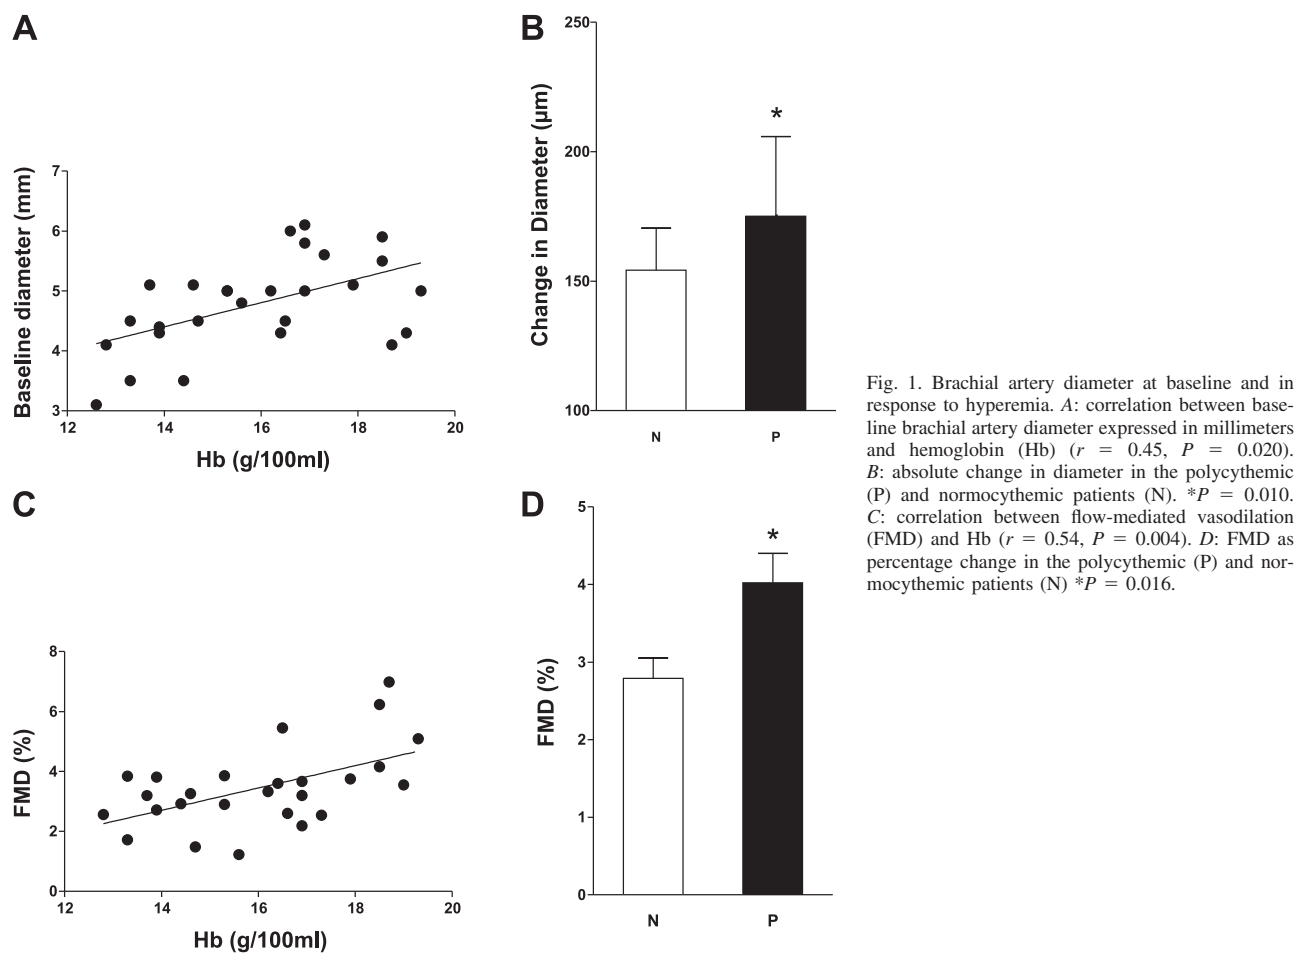 A
Baseline diameter (mm)
7
6
5
4
3
12 14 16 18 20
Hb (g/100ml)
B
Change in Diameter (µm)
250
200
150
100
*
N P
Fig. 1. Brachial artery diameter at baseline and in
response to hyperemia. A: correlation between base-
line brachial artery diameter expressed in millimeters
and hemoglobin (Hb) (r = 0.45, P = 0.020).
B: absolute change in diameter in the polycythemic
(P) and normocythemic patients (N). *P = 0.010.
C: correlation between flow-mediated vasodilation
(FMD) and Hb (r = 0.54, P = 0.004). D: FMD as
percentage change in the polycythemic (P) and nor-
mocythemic patients (N) *P = 0.016.
C
FMD (%)
8
6
4
2
0
12 14 16 18 20
Hb (g/100ml)
D
FMD (%)
5
4
3
2
1
0
*
N P